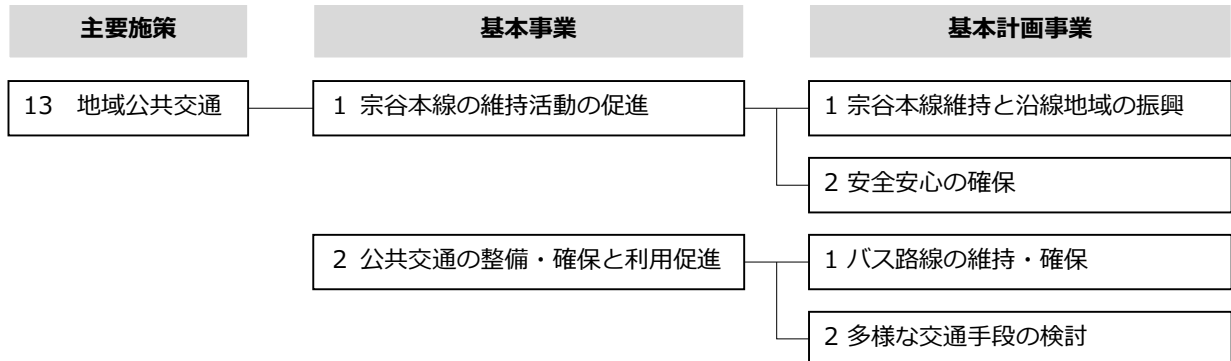 主要施策
基本事業
基本計画事業
13 地域公共交通
1 宗谷本線の維持活動の促進
1 宗谷本線維持と沿線地域の振興
2 安全安心の確保
2 公共交通の整備・確保と利用促進
1 バス路線の維持・確保
2 多様な交通手段の検討